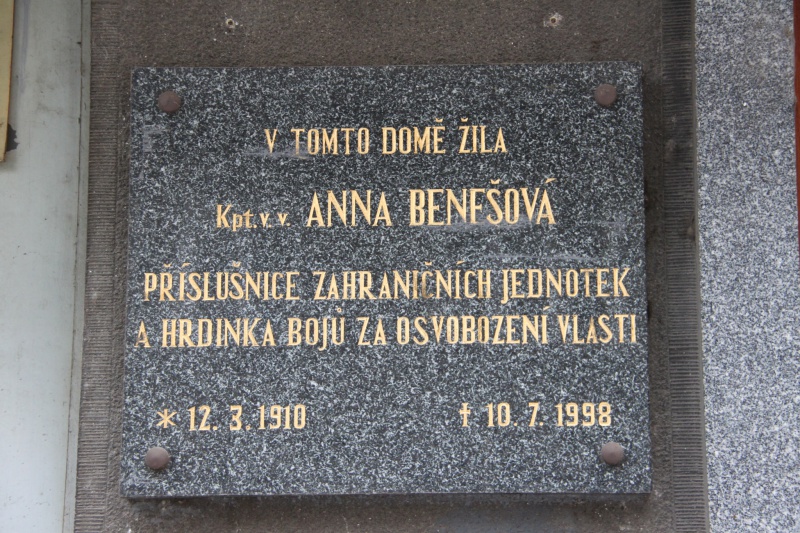 V TOMTO DOMĚ ŽILA
Kpt. v. v. ANNA BENEŠOVÁ
PŘÍSLUŠNICE ZAHRANIČNÍCH JEDNOTEK
A HRDINKA BOJŮ ZA OSVOBOZENÍ VLASTI
* 12. 3. 1910 † 10. 7. 1998